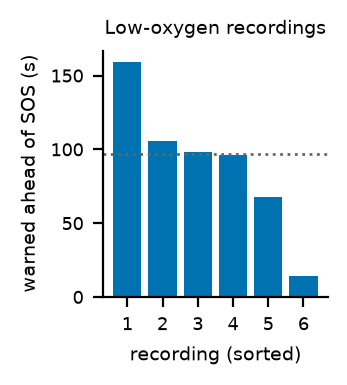 Low-oxygen recordings
warned ahead of SOS (s)
150
100
50
0
1 2 3 4 5 6
recording (sorted)